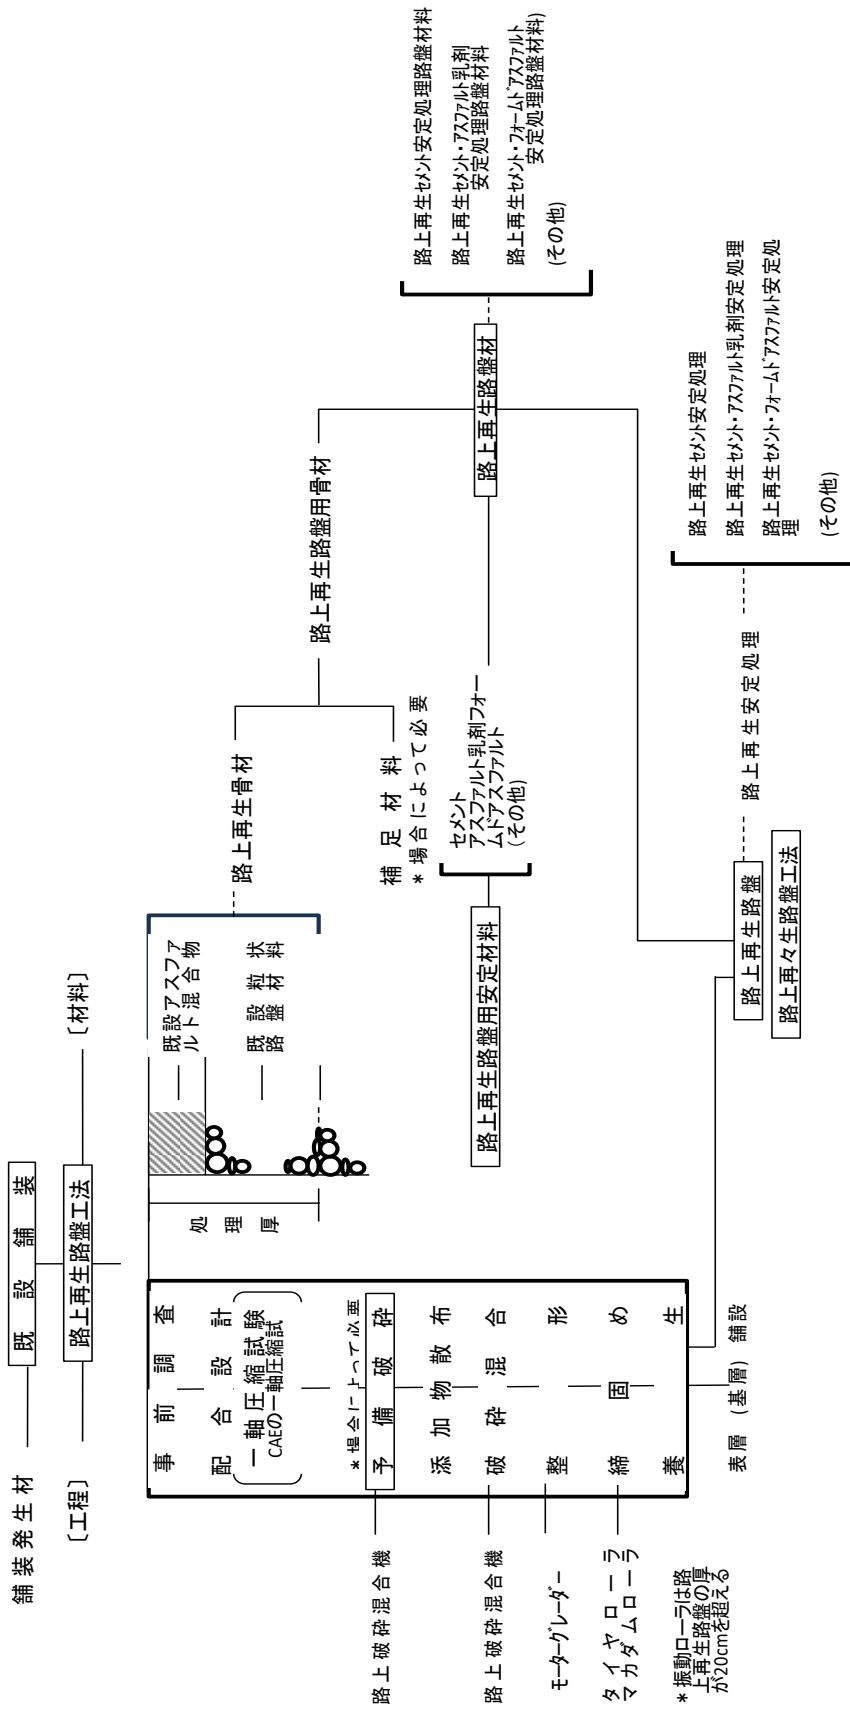 既設舗装
舗装発生材
路上再生路盤工法
〔工程〕
〔材料〕
事前調査
配合設計
一軸圧縮試験
CAEの一軸圧縮試
*場合によって必要
予備破砕
添加物散布
破砕混合
整形
締固め
養生
表層(基層)舗設
路上破砕混合機
路上破砕混合機
モーターグレーダー
タイヤローラ
マカダムローラ
*振動ローラは路
上再生路盤の厚
が20cmを超える
処理厚
既設アスファ
ルト混合物
既設粒状
路盤材料
路上再生骨材
補足材料
*場合によって必要
路上再生路盤用骨材
路上再生路盤用安定材料
セメント
アスファルト乳剤フォー
ムドアスファルト
(その他)
路上再生路盤材
路上再生セメント安定処理路盤材料
路上再生セメント・アスファルト乳剤
安定処理路盤材料
路上再生セメント・フォームドアスファルト
安定処理路盤材料)
(その他)
路上再生路盤
路上再々生路盤工法
路上再生安定処理
路上再生セメント安定処理
路上再生セメント・アスファルト乳剤安定処理
路上再生セメント・フォームドアスファルト安定処
理
(その他)